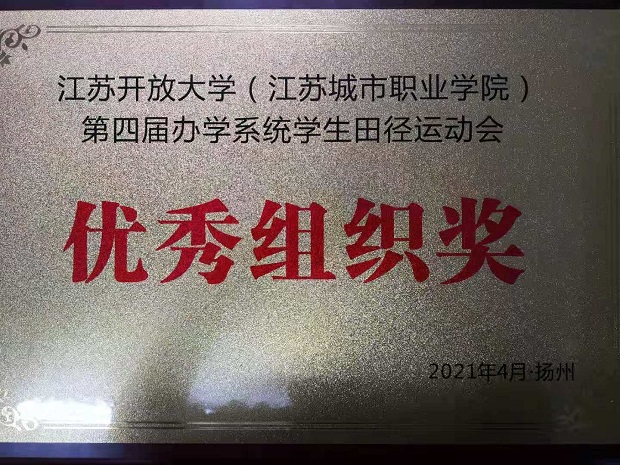 江苏开放大学（江苏城市职业学院）
第四届办学系统学生田径运动会
优秀组织奖
2021年4月·扬州